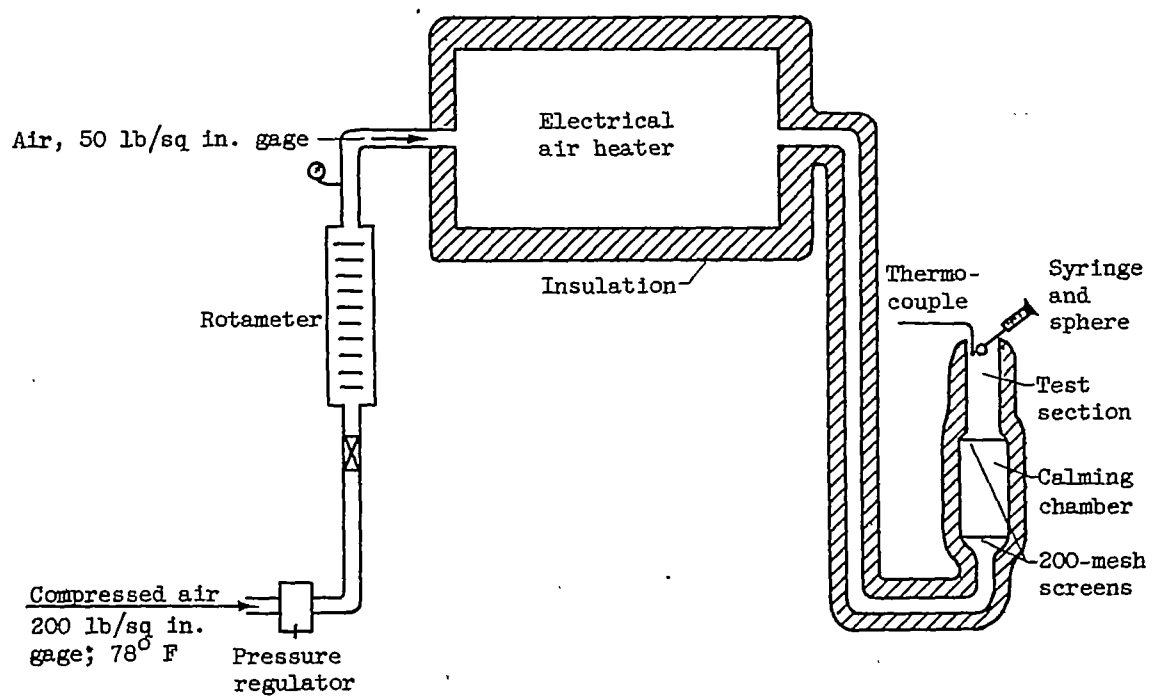 Air, 50 lb/sq in. gage
Electrical
air heater
Insulation
Rotameter
Thermo-
couple
Syringe
and
sphere
Test
section
Calming
chamber
200-mesh
screens
Compressed air
200 lb/sq in.
gage; 78° F
Pressure
regulator